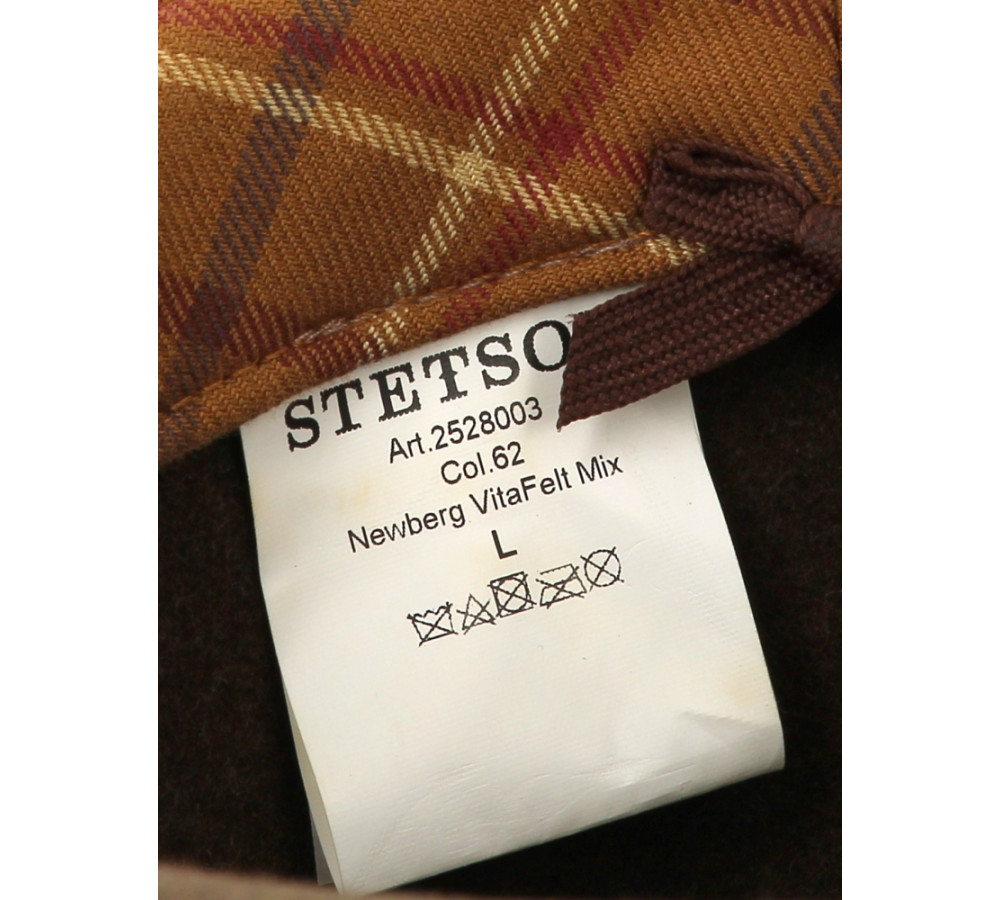 STETSO
Art.2528003
Col.62
Newberg VitaFelt Mix
L